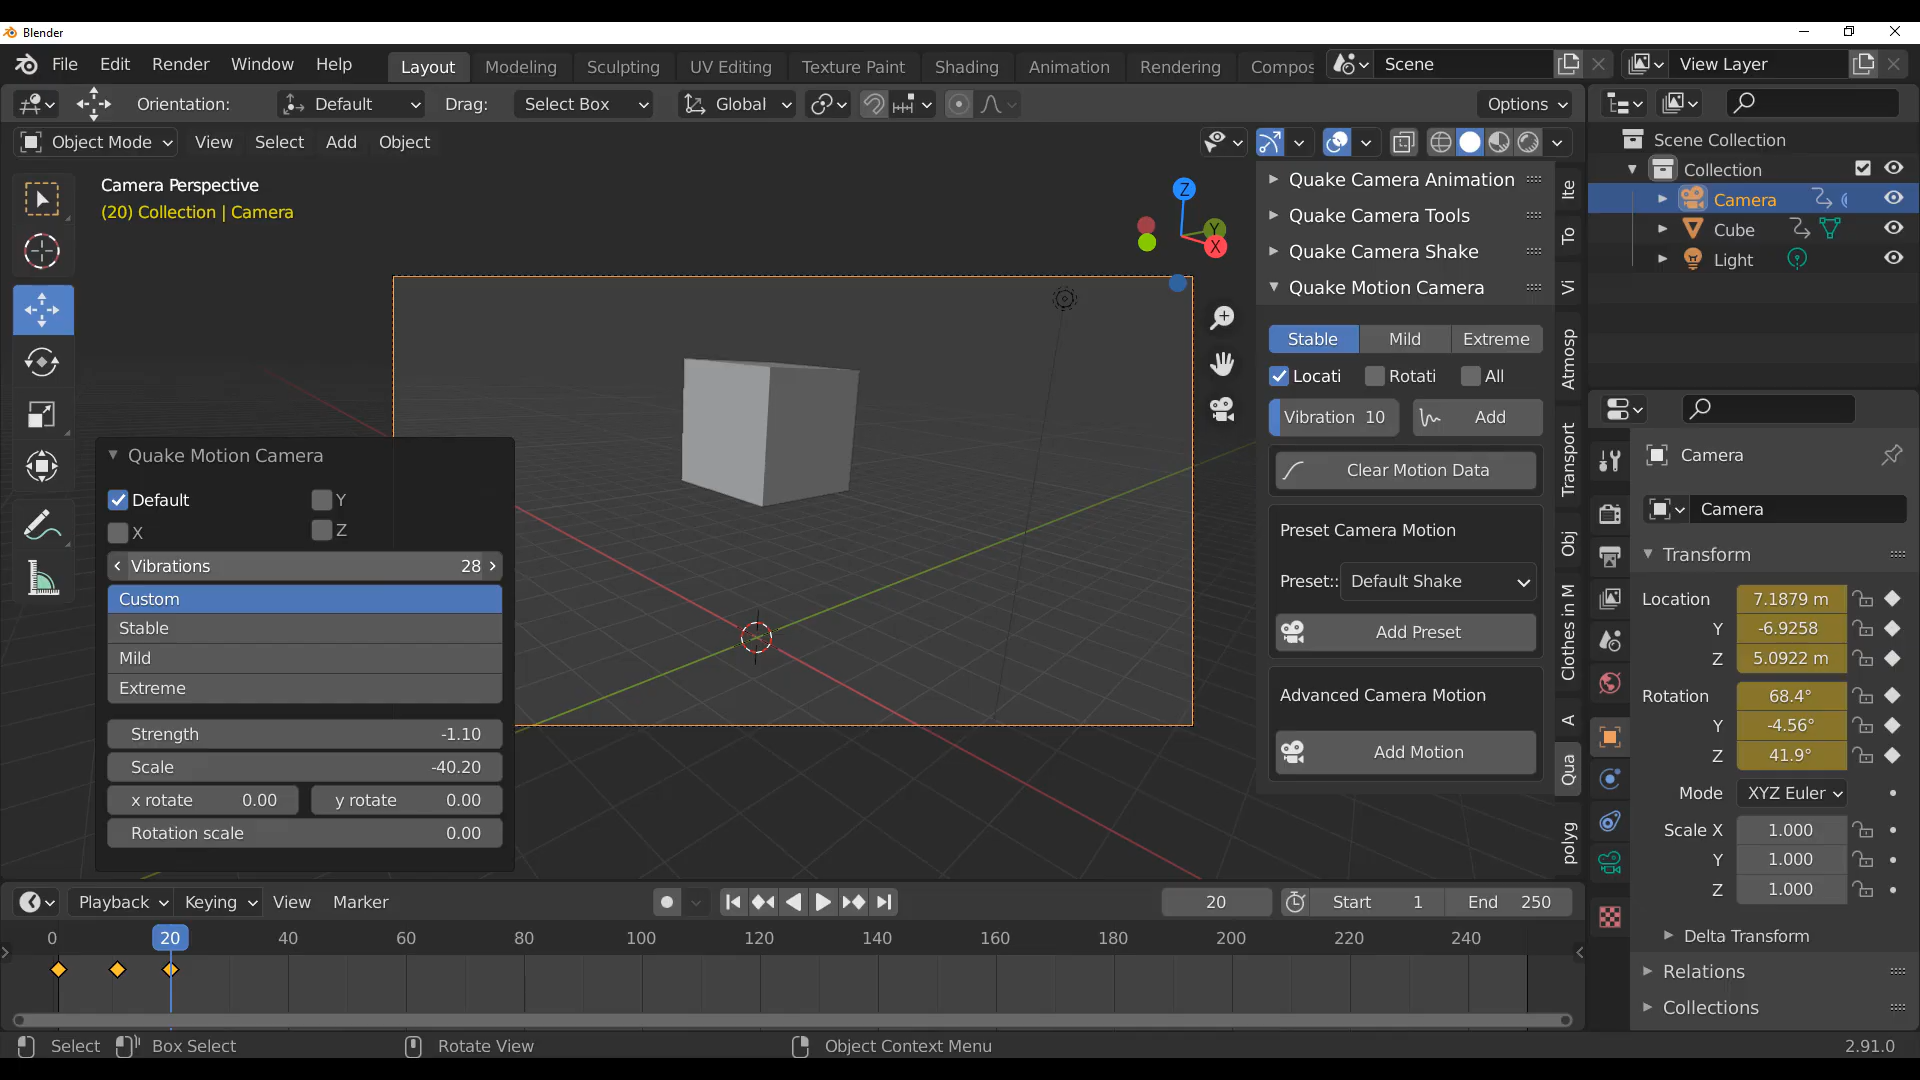 Blender
File Edit Render Window Help Layout Modeling Sculpting UV Editing Texture Paint Shading Animation Rendering Compos Scene View Layer
Orientation: Default Drag: Select Box Global Options
Object Mode View Select Add Object
Camera Perspective
(20) Collection | Camera
Z
Y
X
Quake Motion Camera
Default Y
X Z
Vibrations 28
Custom
Stable
Mild
Extreme
Strength -1.10
Scale -40.20
x rotate 0.00 y rotate 0.00
Rotation scale 0.00
Quake Camera Animation
Quake Camera Tools
Quake Camera Shake
Quake Motion Camera
Stable Mild Extreme
Locati Rotati All
Vibration 10 Add
Clear Motion Data
Preset Camera Motion
Preset:: Default Shake
Add Preset
Advanced Camera Motion
Add Motion
Ite
To
Vi
Atmosp
Transport
Obj
Clothes in M
A
Qua
polyg
Scene Collection
Collection
Camera
Cube
Light
Camera
Camera
Transform
Location 7.1879 m
Y -6.9258
Z 5.0922 m
Rotation 68.4°
Y -4.56°
Z 41.9°
Mode XYZ Euler
Scale X 1.000
Y 1.000
Z 1.000
Delta Transform
Relations
Collections
Playback Keying View Marker 20 Start 1 End 250
0 20 40 60 80 100 120 140 160 180 200 220 240
Select Box Select Rotate View Object Context Menu 2.91.0